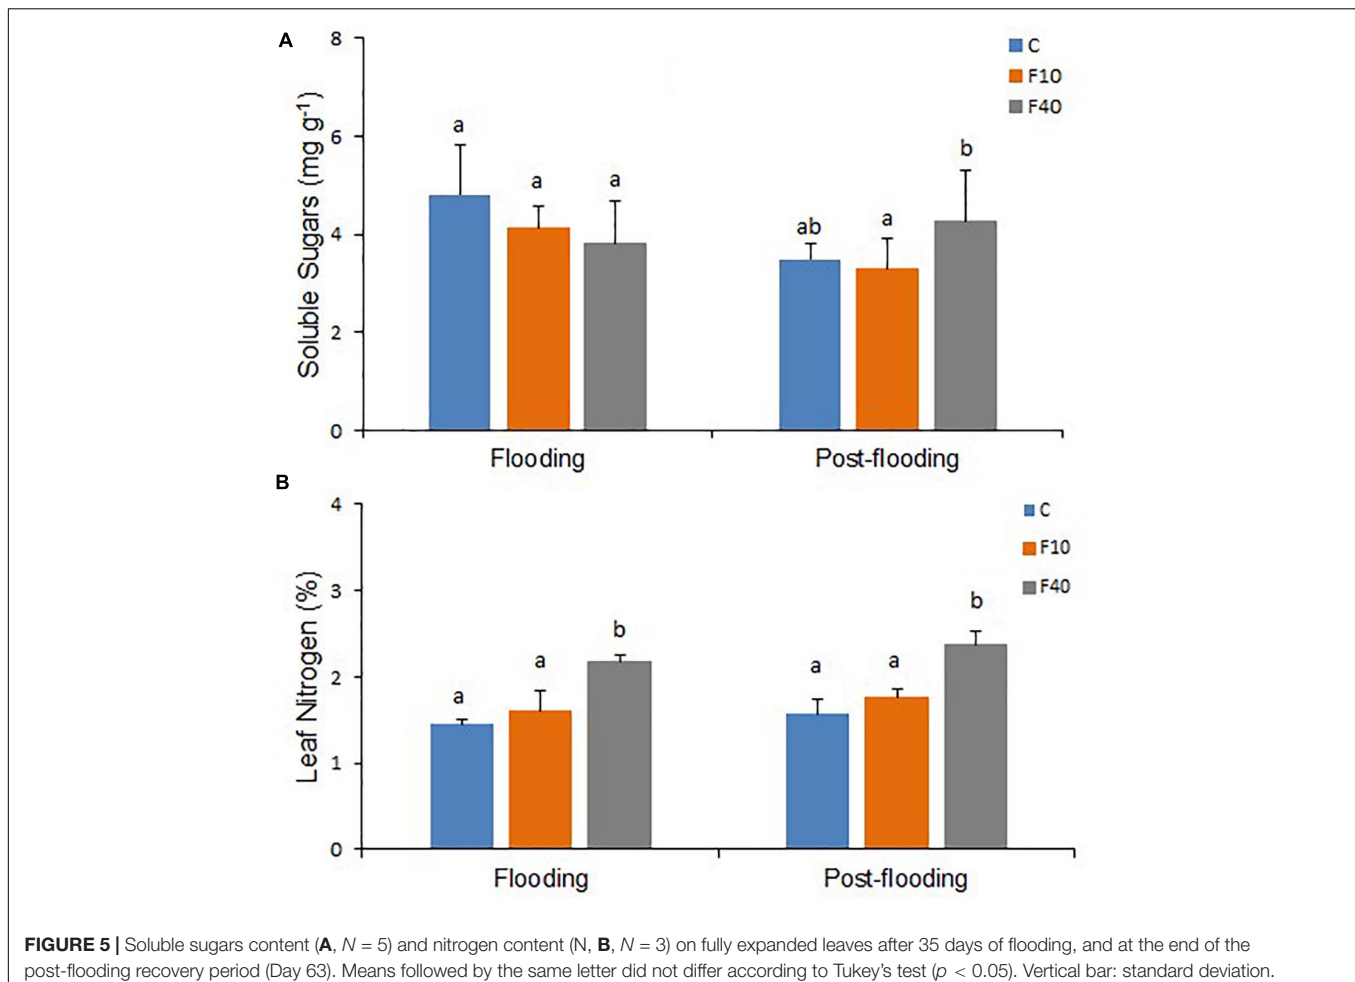 A
8
6
4
2
0
Soluble Sugars (mg g-1)
C
F10
F40
a
a
a
ab
a
b
Flooding
Post-flooding
B
4
3
2
1
0
Leaf Nitrogen (%)
C
F10
F40
a
a
b
a
a
b
Flooding
Post-flooding
FIGURE 5 | Soluble sugars content (A, N = 5) and nitrogen content (N, B, N = 3) on fully expanded leaves after 35 days of flooding, and at the end of the
post-flooding recovery period (Day 63). Means followed by the same letter did not differ according to Tukey's test (p < 0.05). Vertical bar: standard deviation.